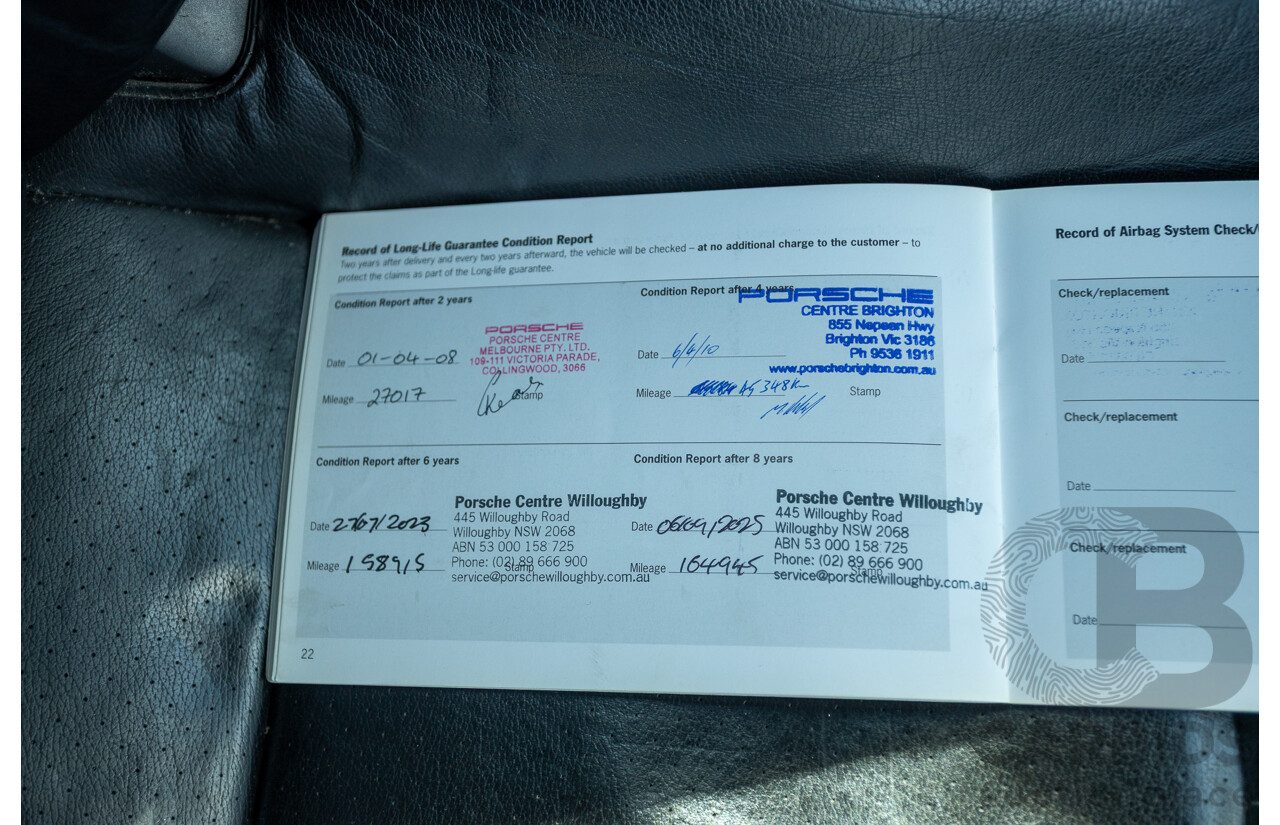 Record of Long-Life Guarantee Condition Report
Two years after delivery and every two years afterward, the vehicle will be checked – at no additional charge to the customer – to
protect the claims as part of the Long-life guarantee.
Condition Report after 2 years
Date 01-04-08
Mileage 27017
PORSCHE
PORSCHE CENTRE
MELBOURNE PTY. LTD.
109-111 VICTORIA PARADE,
COLLINGWOOD, 3066
Stamp
Condition Report after 4 years
PORSCHE
CENTRE BRIGHTON
855 Nepean Hwy
Brighton Vic 3186
Ph 9536 1911
www.porschebrighton.com.au
Date 6/4/10
Mileage
Stamp
Condition Report after 6 years
Date 27/07/2023
Mileage 158915
Porsche Centre Willoughby
445 Willoughby Road
Willoughby NSW 2068
ABN 53 000 158 725
Phone: (02) 89 666 900
Stamp
service@porschewilloughby.com.au
Condition Report after 8 years
Date 05/09/2025
Mileage 164945
Porsche Centre Willoughby
445 Willoughby Road
Willoughby NSW 2068
ABN 53 000 158 725
Phone: (02) 89 666 900
Stamp
service@porschewilloughby.com.au
22
Record of Airbag System Check/
Check/replacement
Date
Check/replacement
Date
Check/replacement
Date